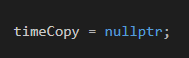 timeCopy = nullptr;